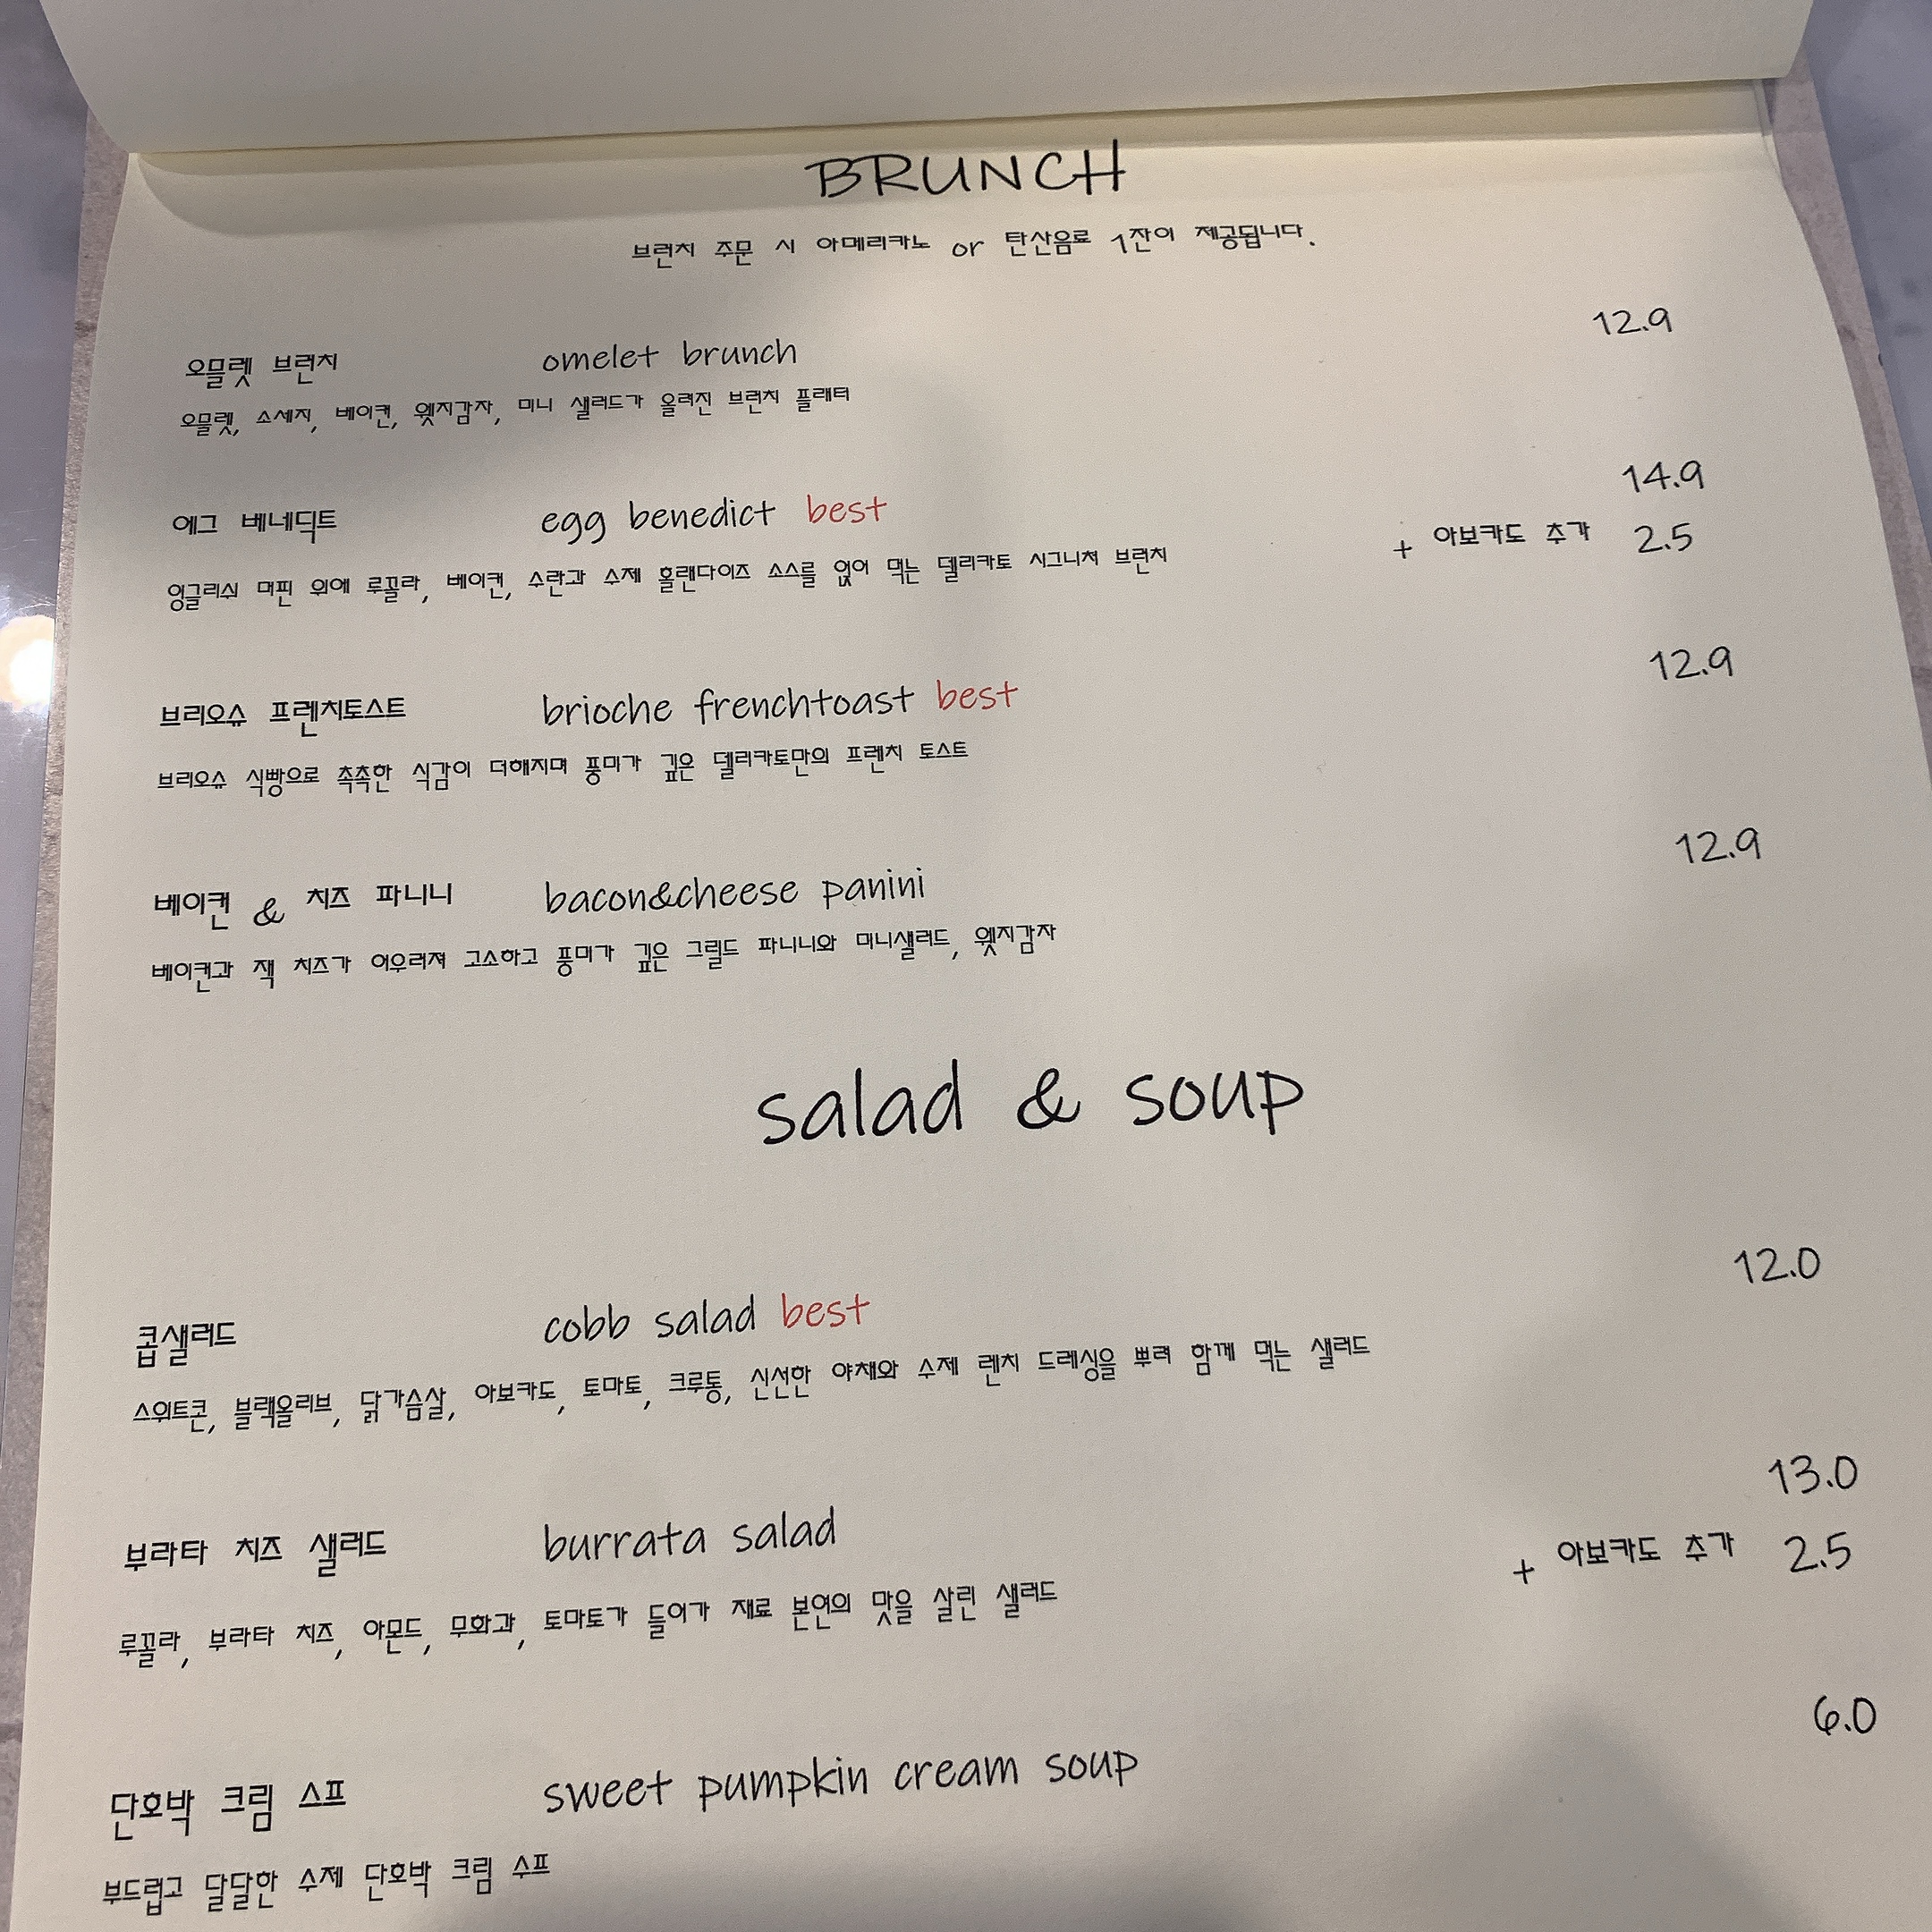 BRUNCH
브런치 주문 시 아메리카노 or 탄산음료 1잔이 제공됩니다.
오믈렛 브런치 omelet brunch 12.9
오믈렛, 소세지, 베이컨, 웻지감자, 미니 샐러드가 올려진 브런치 플래터
에그 베네딕트 egg benedict best 14.9
+ 아보카도 추가 2.5
잉글리쉬 머핀 위에 루꼴라, 베이컨, 수란과 수제 홀랜다이즈 소스를 얹어 먹는 델리카토 시그니쳐 브런치
브리오슈 프렌치토스트 brioche frenchtoast best 12.9
브리오슈 식빵으로 촉촉한 식감이 더해지며 풍미가 깊은 델리카토만의 프렌치 토스트
베이컨 & 치즈 파니니 bacon&cheese panini 12.9
베이컨과 잭 치즈가 어우러져 고소하고 풍미가 깊은 그릴드 파니니와 미니샐러드, 웻지감자
salad & soup
콥샐러드 cobb salad best 12.0
스위트콘, 블랙올리브, 닭가슴살, 아보카도, 토마토, 크루통, 신선한 야채와 수제 렌치 드레싱을 뿌려 함께 먹는 샐러드
부라타 치즈 샐러드 burrata salad 13.0
+ 아보카도 추가 2.5
루꼴라, 부라타 치즈, 아몬드, 무화과, 토마토가 들어가 재료 본연의 맛을 살린 샐러드
단호박 크림 스프 sweet pumpkin cream soup 6.0
부드럽고 달달한 수제 단호박 크림 수프